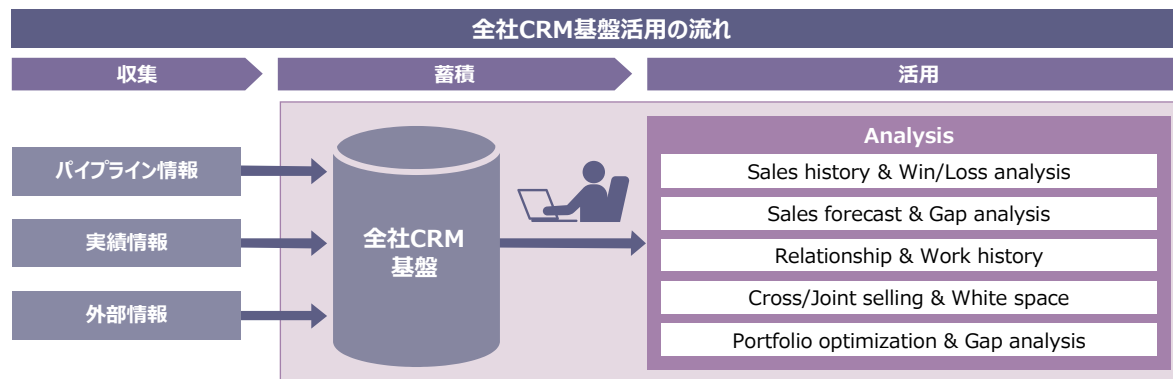 全社CRM基盤活用の流れ
収集
蓄積
活用
パイプライン情報
実績情報
外部情報
全社CRM
基盤
Analysis
Sales history & Win/Loss analysis
Sales forecast & Gap analysis
Relationship & Work history
Cross/Joint selling & White space
Portfolio optimization & Gap analysis